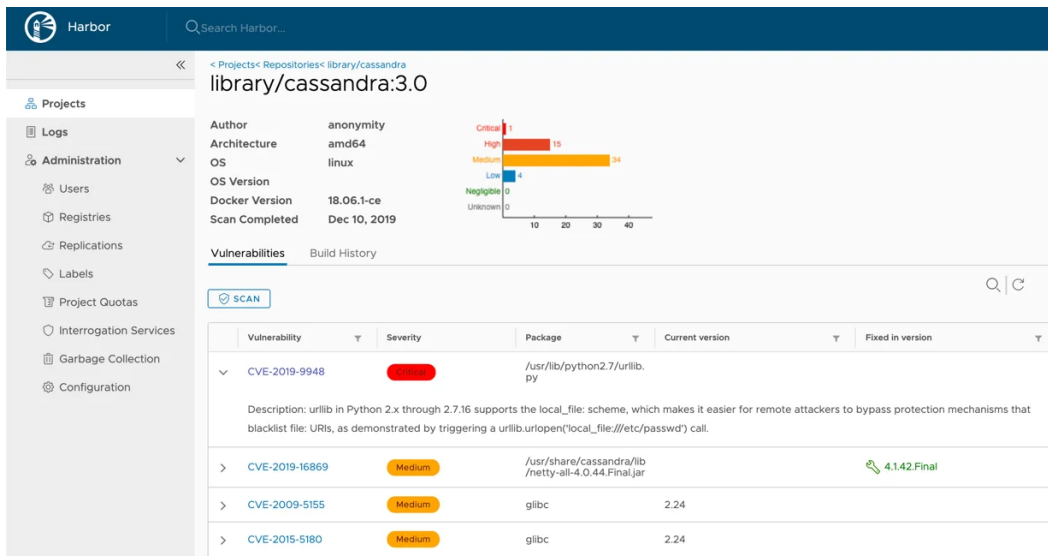 Harbor
Search Harbor...
< Projects< Repositories< library/cassandra
library/cassandra:3.0
Projects
Logs
Administration
Users
Registries
Replications
Labels
Project Quotas
Interrogation Services
Garbage Collection
Configuration
Author anonymity
Architecture amd64
OS linux
OS Version
Docker Version 18.06.1-ce
Scan Completed Dec 10, 2019
Critical 1
High 15
Medium 34
Low 4
Negligible 0
Unknown 0
10 20 30 40
Vulnerabilities Build History
SCAN
Vulnerability Severity Package Current version Fixed in version
CVE-2019-9948 Critical /usr/lib/python2.7/urllib.
py
Description: urllib in Python 2.x through 2.7.16 supports the local_file: scheme, which makes it easier for remote attackers to bypass protection mechanisms that
blacklist file: URIs, as demonstrated by triggering a urllib.urlopen('local_file:///etc/passwd') call.
CVE-2019-16869 Medium /usr/share/cassandra/lib
/netty-all-4.0.44.Final.jar 4.1.42.Final
CVE-2009-5155 Medium glibc 2.24
CVE-2015-5180 Medium glibc 2.24